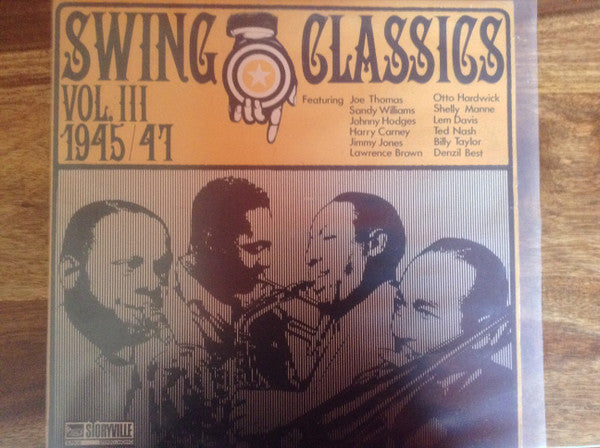 SWING CLASSICS
VOL. III
1945/47
Featuring Joe Thomas
Sandy Williams
Johnny Hodges
Harry Carney
Jimmy Jones
Lawrence Brown
Otto Hardwick
Shelly Manne
Lem Davis
Ted Nash
Billy Taylor
Denzil Best
STORYVILLE